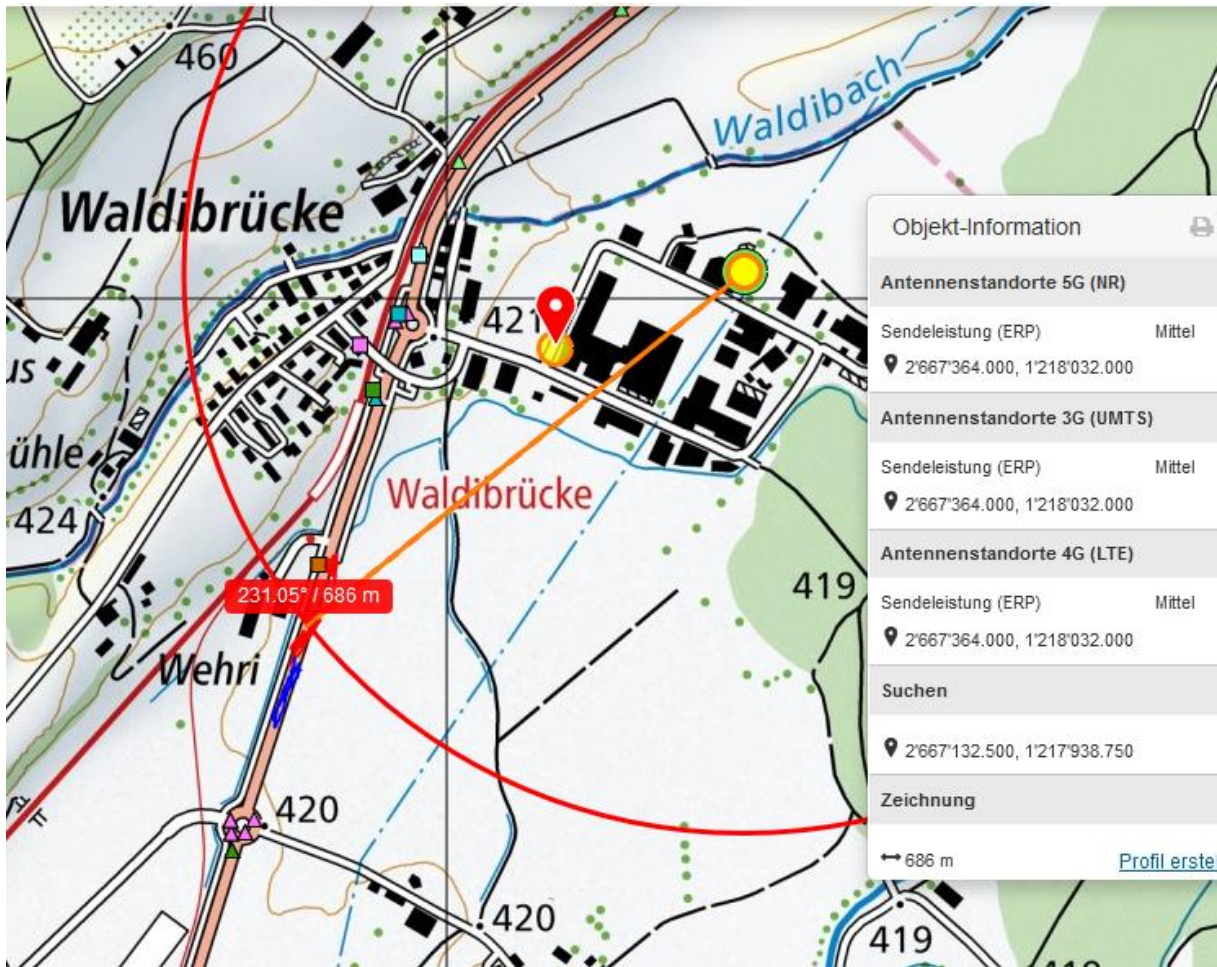 460
Waldibach
Waldibrücke
421
us
ühle
424
Waldibrücke
419
231.05° / 686 m
Wehri
420
420
419
419
Objekt-Information
Antennenstandorte 5G (NR)
Sendeleistung (ERP) Mittel
2'667'364.000, 1'218'032.000
Antennenstandorte 3G (UMTS)
Sendeleistung (ERP) Mittel
2'667'364.000, 1'218'032.000
Antennenstandorte 4G (LTE)
Sendeleistung (ERP) Mittel
2'667'364.000, 1'218'032.000
Suchen
2'667'132.500, 1'217'938.750
Zeichnung
686 m Profil erstel